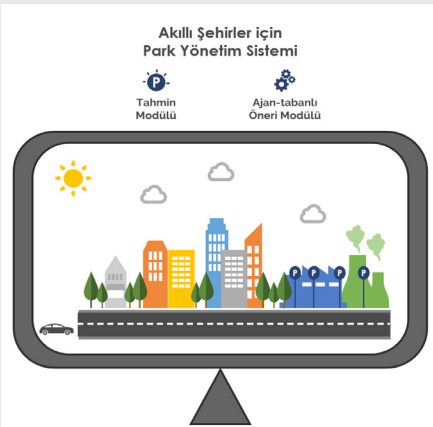 Akıllı Şehirler için
Park Yönetim Sistemi
P
Tahmin
Modülü
Ajan-tabanlı
Öneri Modülü
P P P P